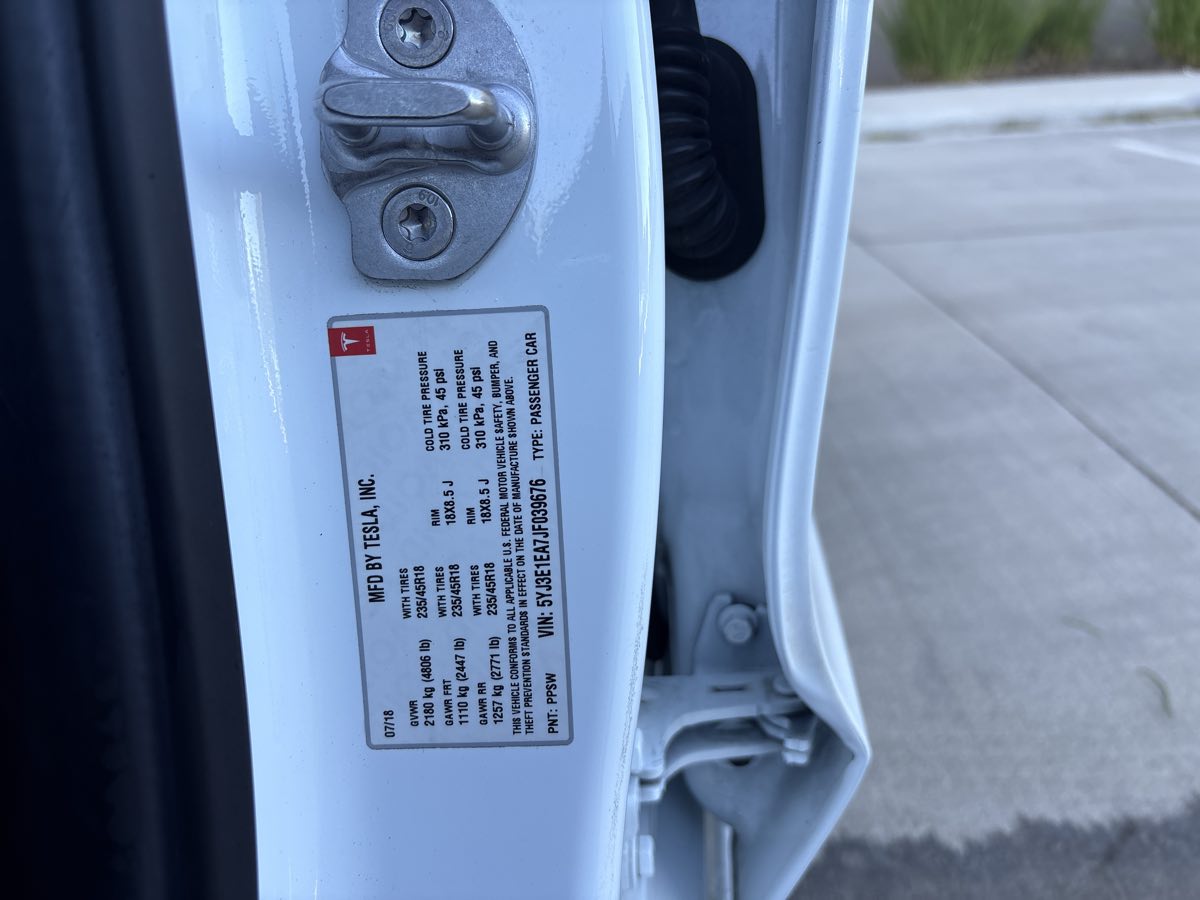 TESLA
MFD BY TESLA, INC.
07/18
GVWR WITH TIRES RIM COLD TIRE PRESSURE
2180 kg (4806 lb) 235/45R18 18X8.5 J 310 kPa, 45 psi
GAWR FRT WITH TIRES RIM COLD TIRE PRESSURE
1110 kg (2447 lb) 235/45R18 18X8.5 J 310 kPa, 45 psi
GAWR RR WITH TIRES
1257 kg (2771 lb) 235/45R18
THIS VEHICLE CONFORMS TO ALL APPLICABLE U.S. FEDERAL MOTOR VEHICLE SAFETY, BUMPER, AND
THEFT PREVENTION STANDARDS IN EFFECT ON THE DATE OF MANUFACTURE SHOWN ABOVE.
PNT: PPSW VIN: 5YJ3E1EA7JF039676 TYPE: PASSENGER CAR